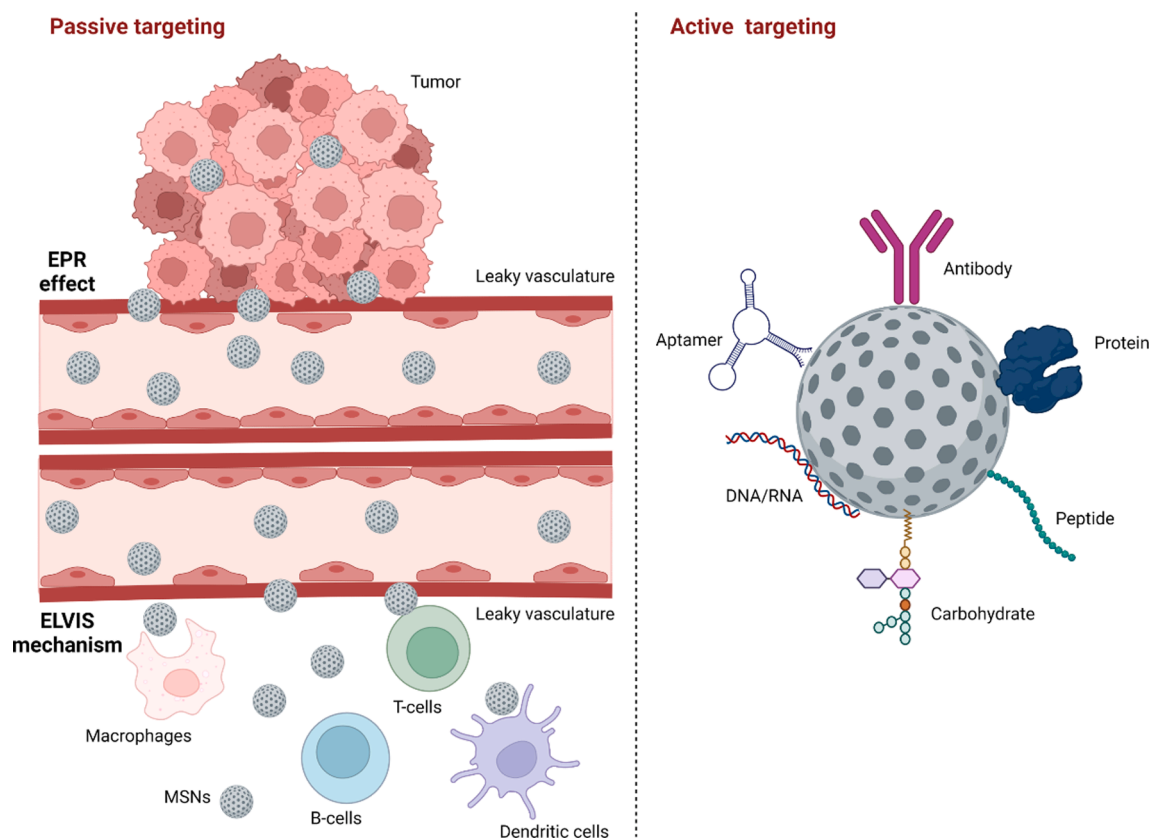 Passive targeting
Tumor
EPR
effect
Leaky vasculature
ELVIS
mechanism
Leaky vasculature
T-cells
Macrophages
MSNs
B-cells
Dendritic cells
Active targeting
Antibody
Aptamer
Protein
DNA/RNA
Peptide
Carbohydrate